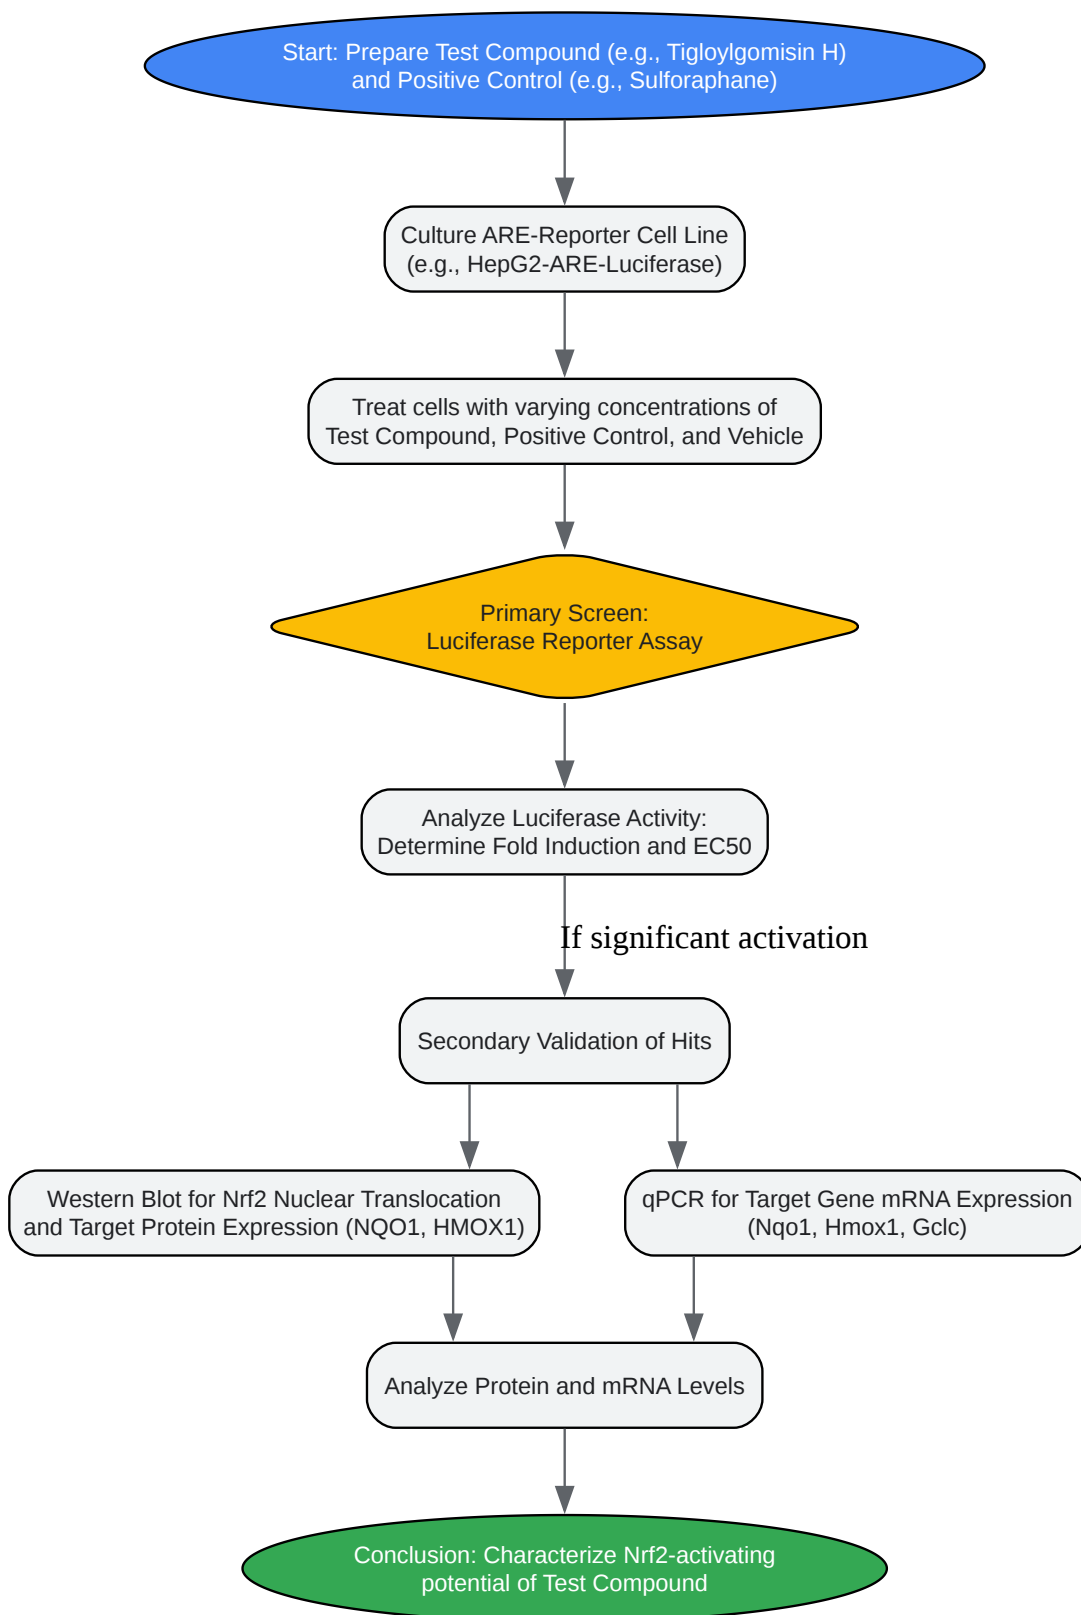 Start: Prepare Test Compound (e.g., Tigloylgomisin H)
and Positive Control (e.g., Sulforaphane)
Culture ARE-Reporter Cell Line
(e.g., HepG2-ARE-Luciferase)
Treat cells with varying concentrations of
Test Compound, Positive Control, and Vehicle
Primary Screen:
Luciferase Reporter Assay
Analyze Luciferase Activity:
Determine Fold Induction and EC50
If significant activation
Secondary Validation of Hits
Western Blot for Nrf2 Nuclear Translocation
and Target Protein Expression (NQO1, HMOX1)
qPCR for Target Gene mRNA Expression
(Nqo1, Hmox1, Gclc)
Analyze Protein and mRNA Levels
Conclusion: Characterize Nrf2-activating
potential of Test Compound